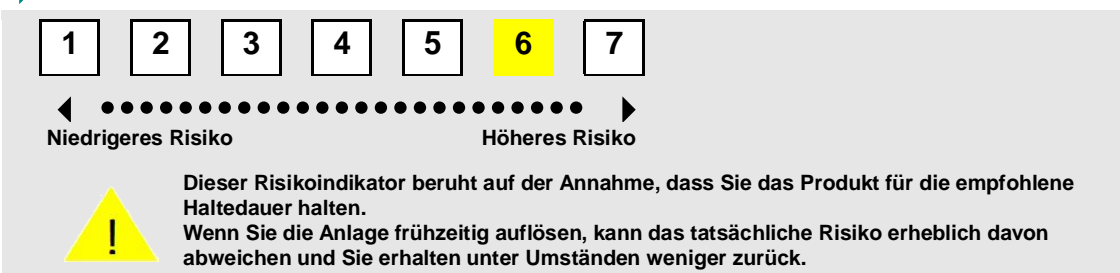 1 2 3 4 5 6 7
Niedrigeres Risiko Höheres Risiko
Dieser Risikoindikator beruht auf der Annahme, dass Sie das Produkt für die empfohlene
Haltedauer halten.
Wenn Sie die Anlage frühzeitig auflösen, kann das tatsächliche Risiko erheblich davon
abweichen und Sie erhalten unter Umständen weniger zurück.
!